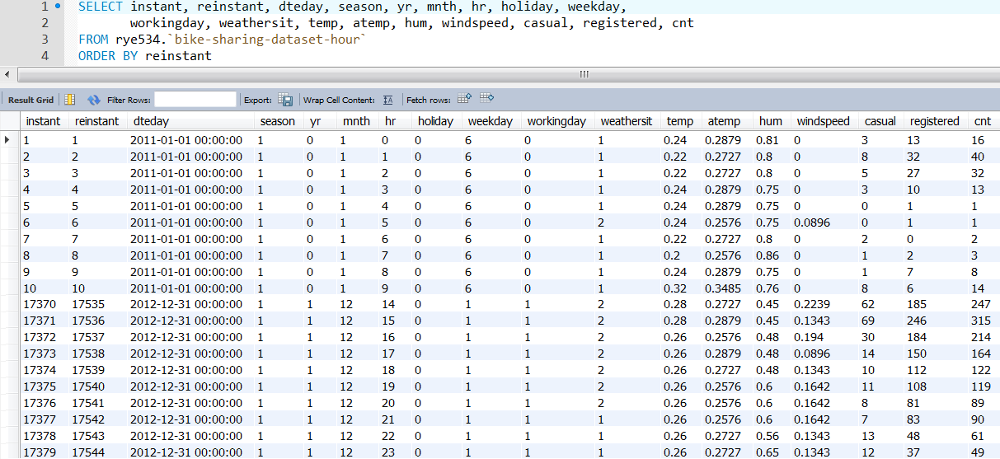 1 SELECT instant, reinstant, dteday, season, yr, mnth, hr, holiday, weekday,
2 workingday, weathersit, temp, atemp, hum, windspeed, casual, registered, cnt
3 FROM rye534.`bike-sharing-dataset-hour`
4 ORDER BY reinstant
Result Grid Filter Rows: Export: Wrap Cell Content: Fetch rows:
instant reinstant dteday season yr mnth hr holiday weekday workingday weathersit temp atemp hum windspeed casual registered cnt
1 1 2011-01-01 00:00:00 1 0 1 0 0 6 0 1 0.24 0.2879 0.81 0 3 13 16
2 2 2011-01-01 00:00:00 1 0 1 1 0 6 0 1 0.22 0.2727 0.8 0 8 32 40
3 3 2011-01-01 00:00:00 1 0 1 2 0 6 0 1 0.22 0.2727 0.8 0 5 27 32
4 4 2011-01-01 00:00:00 1 0 1 3 0 6 0 1 0.24 0.2879 0.75 0 3 10 13
5 5 2011-01-01 00:00:00 1 0 1 4 0 6 0 1 0.24 0.2879 0.75 0 0 1 1
6 6 2011-01-01 00:00:00 1 0 1 5 0 6 0 2 0.24 0.2576 0.75 0.0896 0 1 1
7 7 2011-01-01 00:00:00 1 0 1 6 0 6 0 1 0.22 0.2727 0.8 0 2 0 2
8 8 2011-01-01 00:00:00 1 0 1 7 0 6 0 1 0.2 0.2576 0.86 0 1 2 3
9 9 2011-01-01 00:00:00 1 0 1 8 0 6 0 1 0.24 0.2879 0.75 0 1 7 8
10 10 2011-01-01 00:00:00 1 0 1 9 0 6 0 1 0.32 0.3485 0.76 0 8 6 14
17370 17535 2012-12-31 00:00:00 1 1 12 14 0 1 1 2 0.28 0.2727 0.45 0.2239 62 185 247
17371 17536 2012-12-31 00:00:00 1 1 12 15 0 1 1 2 0.28 0.2879 0.45 0.1343 69 246 315
17372 17537 2012-12-31 00:00:00 1 1 12 16 0 1 1 2 0.26 0.2576 0.48 0.194 30 184 214
17373 17538 2012-12-31 00:00:00 1 1 12 17 0 1 1 2 0.26 0.2879 0.48 0.0896 14 150 164
17374 17539 2012-12-31 00:00:00 1 1 12 18 0 1 1 2 0.26 0.2727 0.48 0.1343 10 112 122
17375 17540 2012-12-31 00:00:00 1 1 12 19 0 1 1 2 0.26 0.2576 0.6 0.1642 11 108 119
17376 17541 2012-12-31 00:00:00 1 1 12 20 0 1 1 2 0.26 0.2576 0.6 0.1642 8 81 89
17377 17542 2012-12-31 00:00:00 1 1 12 21 0 1 1 1 0.26 0.2576 0.6 0.1642 7 83 90
17378 17543 2012-12-31 00:00:00 1 1 12 22 0 1 1 1 0.26 0.2727 0.56 0.1343 13 48 61
17379 17544 2012-12-31 00:00:00 1 1 12 23 0 1 1 1 0.26 0.2727 0.65 0.1343 12 37 49